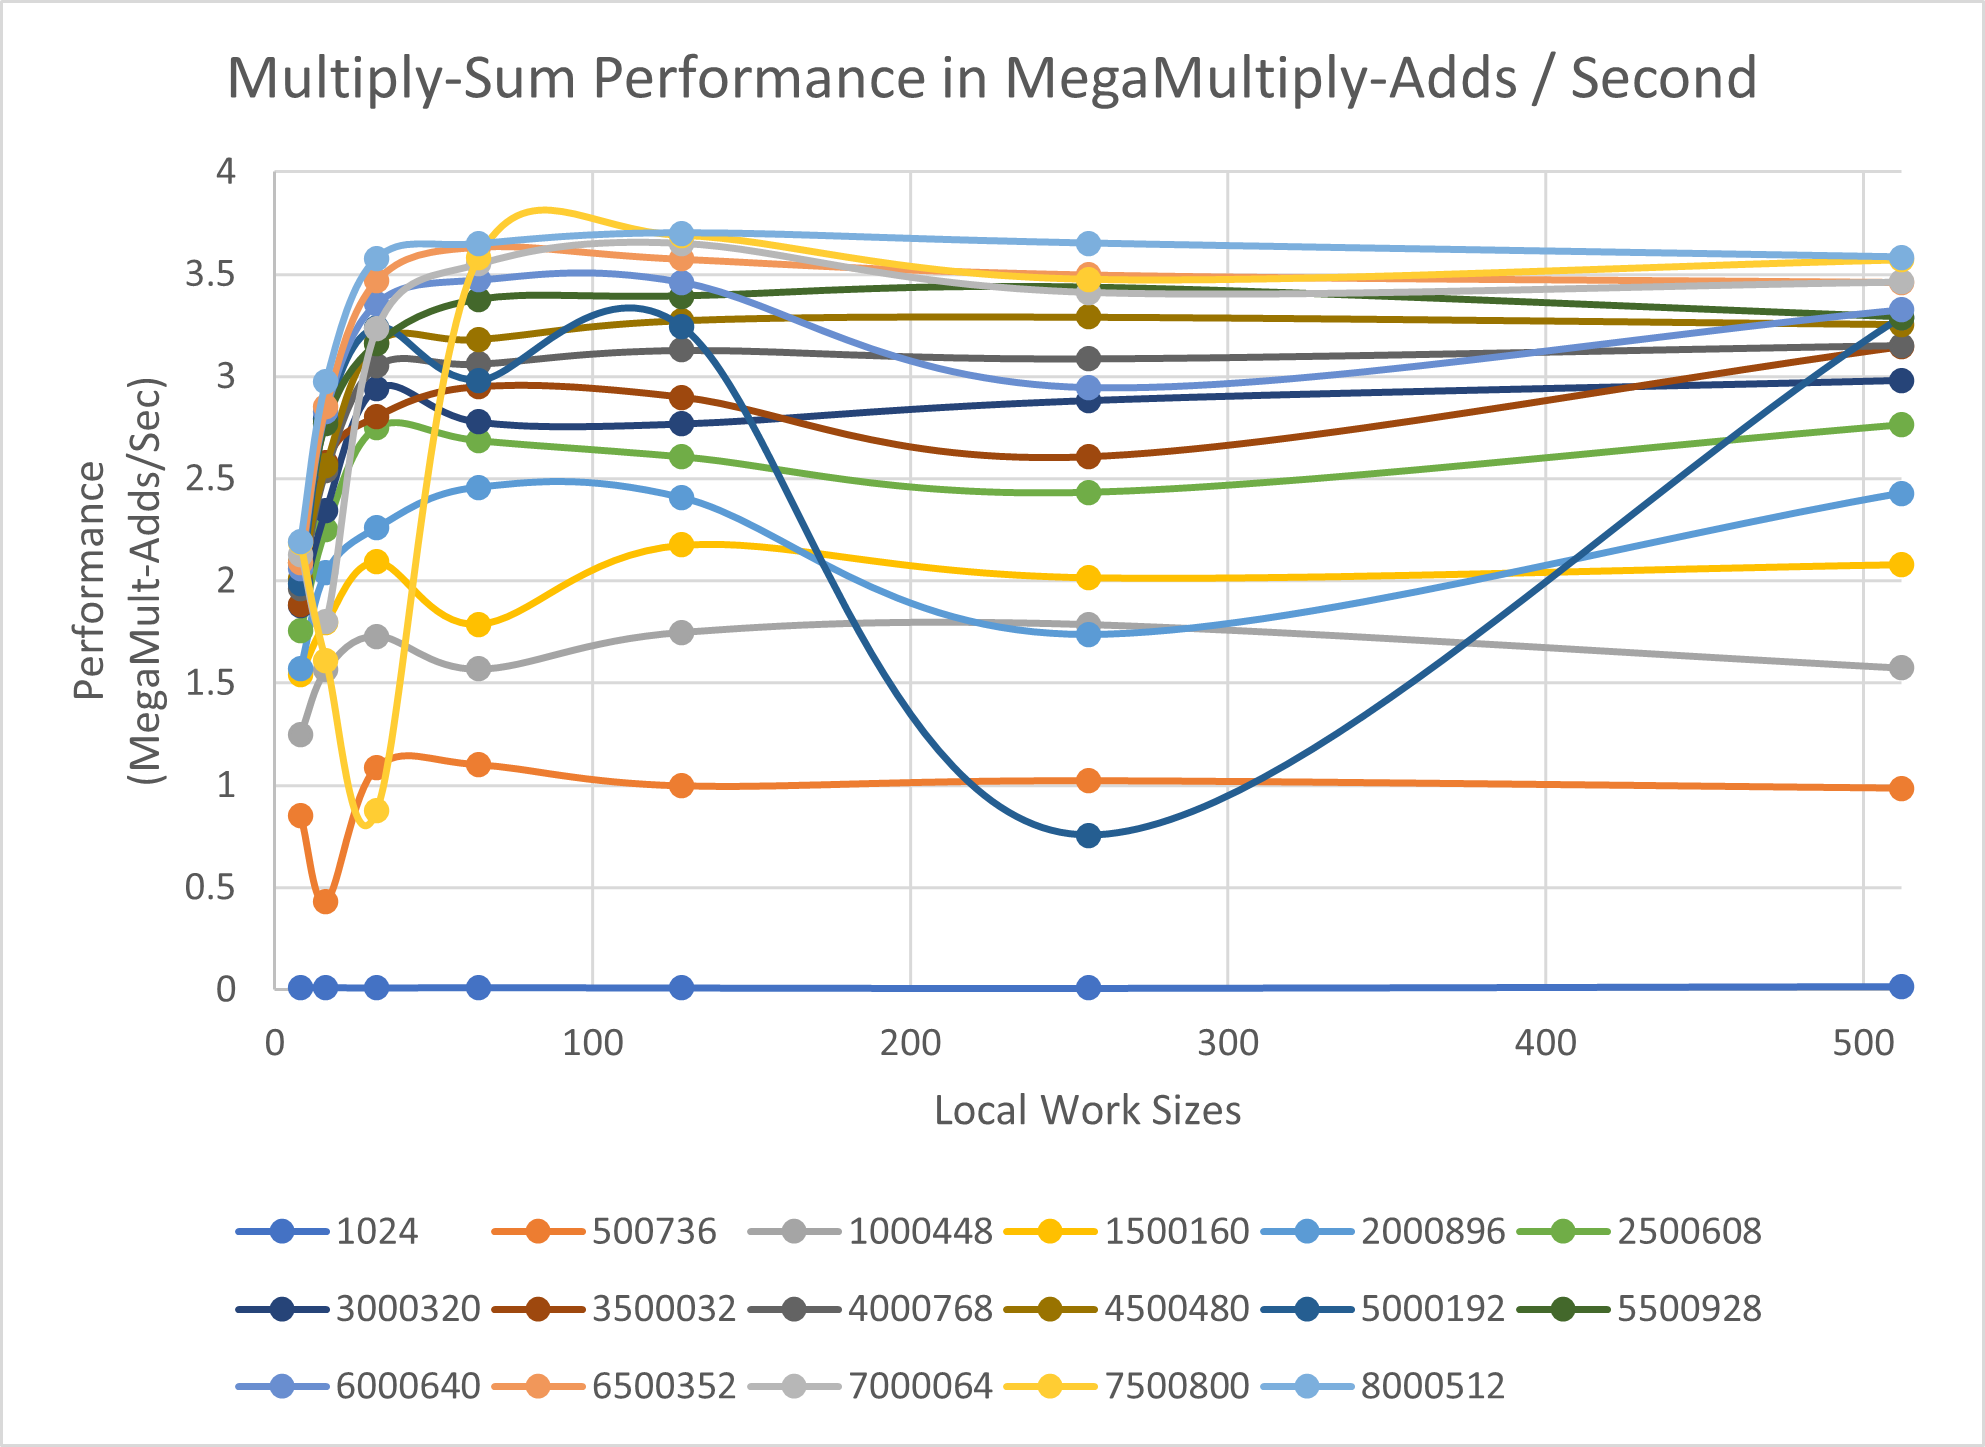 Multiply-Sum Performance in MegaMultiply-Adds / Second
Performance
(MegaMult-Adds/Sec)
4
3.5
3
2.5
2
1.5
1
0.5
0
0 100 200 300 400 500
Local Work Sizes
1024 500736 1000448 1500160 2000896 2500608
3000320 3500032 4000768 4500480 5000192 5500928
6000640 6500352 7000064 7500800 8000512